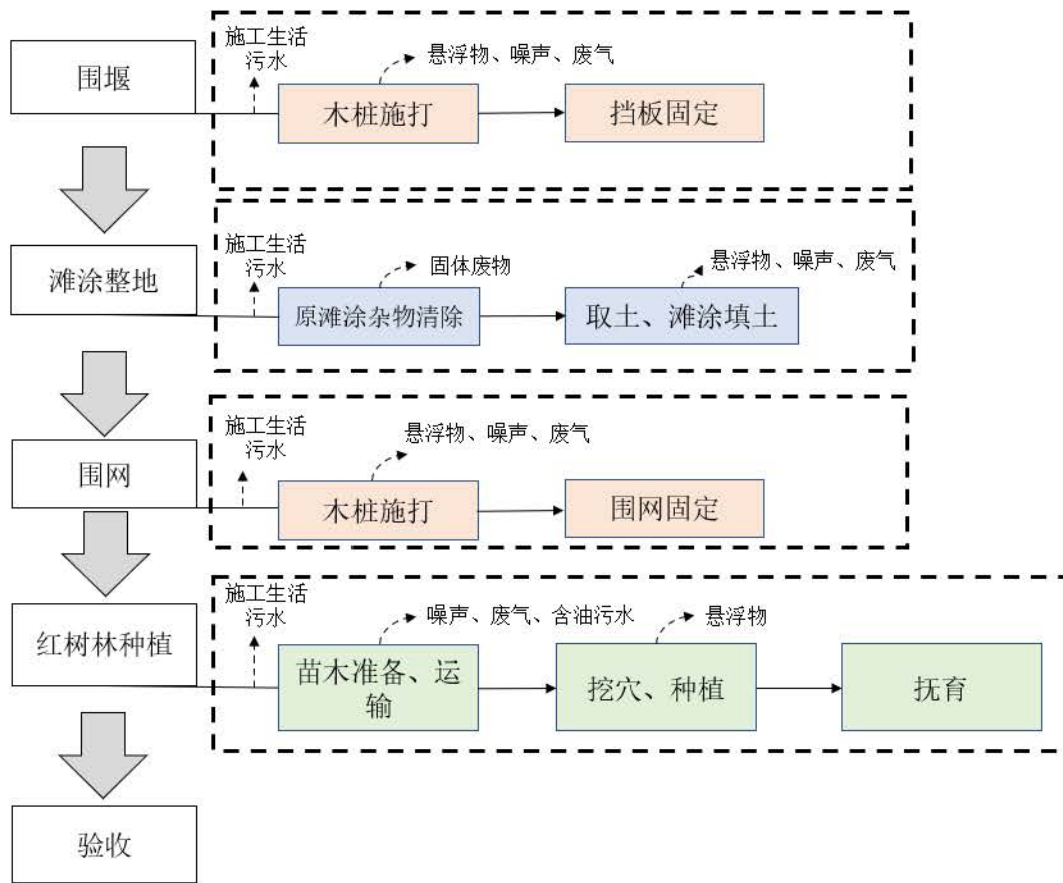 围堰
施工生活
污水
悬浮物、噪声、废气
木桩施打
挡板固定
滩涂整地
施工生活
污水
固体废物
悬浮物、噪声、废气
原滩涂杂物清除
取土、滩涂填土
围网
施工生活
污水
悬浮物、噪声、废气
木桩施打
围网固定
红树林种植
施工生活
污水
噪声、废气、含油污水
悬浮物
苗木准备、运
输
挖穴、种植
抚育
验收